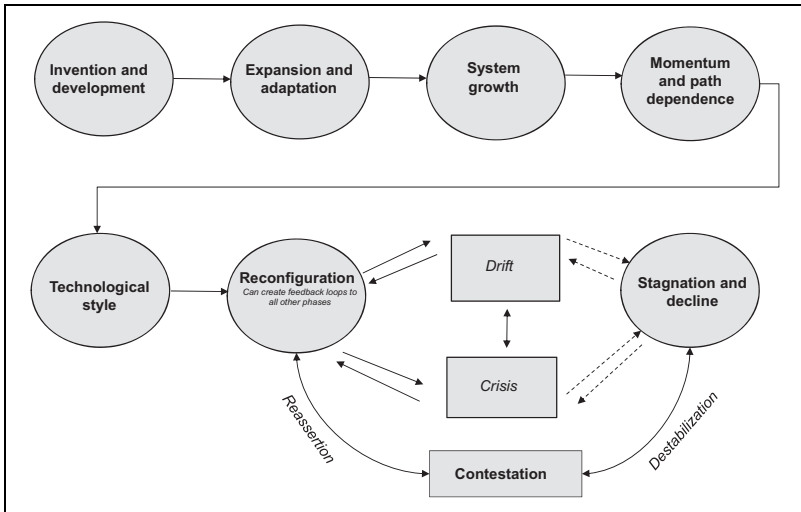 Invention and
development
Expansion and
adaptation
System
growth
Momentum
and path
dependence
Technological
style
Reconfiguration
Can create feedback loops to
all other phases
Drift
Stagnation and
decline
Crisis
Reassertion
Contestation
Destabilization